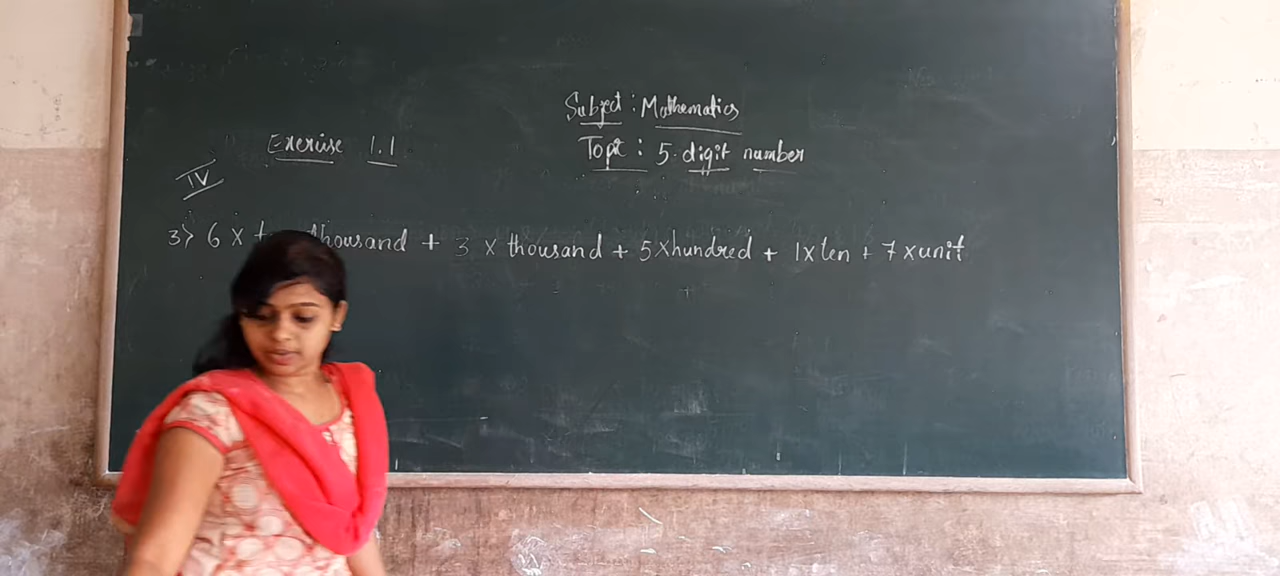 Subject : Mathematics
Exercise 1.1
Topic : 5-digit number
IV
3) 6 x thousand + 3 x thousand + 5 x hundred + 1 x ten + 7 x unit